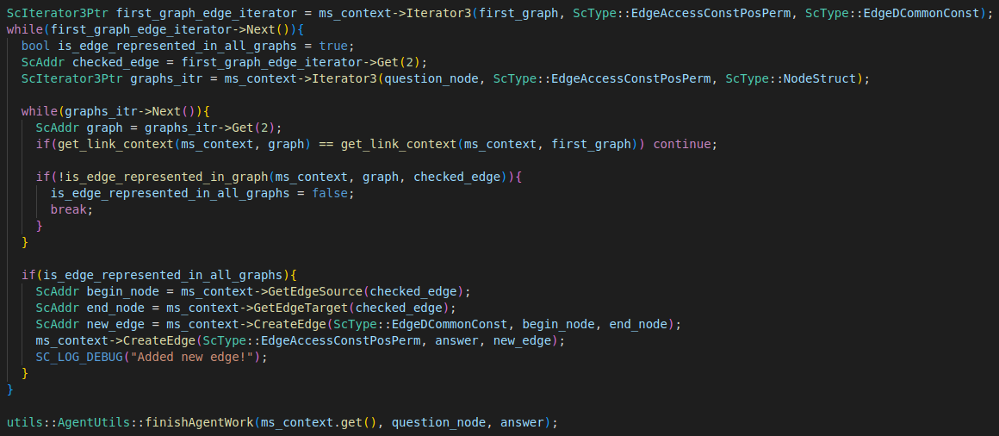 ScIterator3Ptr first_graph_edge_iterator = ms_context->Iterator3(first_graph, ScType::EdgeAccessConstPosPerm, ScType::EdgeDCommonConst);
while(first_graph_edge_iterator->Next()){
  bool is_edge_represented_in_all_graphs = true;
  ScAddr checked_edge = first_graph_edge_iterator->Get(2);
  ScIterator3Ptr graphs_itr = ms_context->Iterator3(question_node, ScType::EdgeAccessConstPosPerm, ScType::NodeStruct);

  while(graphs_itr->Next()){
    ScAddr graph = graphs_itr->Get(2);
    if(get_link_context(ms_context, graph) == get_link_context(ms_context, first_graph)) continue;

    if(!is_edge_represented_in_graph(ms_context, graph, checked_edge)){
      is_edge_represented_in_all_graphs = false;
      break;
    }
  }

  if(is_edge_represented_in_all_graphs){
    ScAddr begin_node = ms_context->GetEdgeSource(checked_edge);
    ScAddr end_node = ms_context->GetEdgeTarget(checked_edge);
    ScAddr new_edge = ms_context->CreateEdge(ScType::EdgeDCommonConst, begin_node, end_node);
    ms_context->CreateEdge(ScType::EdgeAccessConstPosPerm, answer, new_edge);
    SC_LOG_DEBUG("Added new edge!");
  }
}

utils::AgentUtils::finishAgentWork(ms_context.get(), question_node, answer);